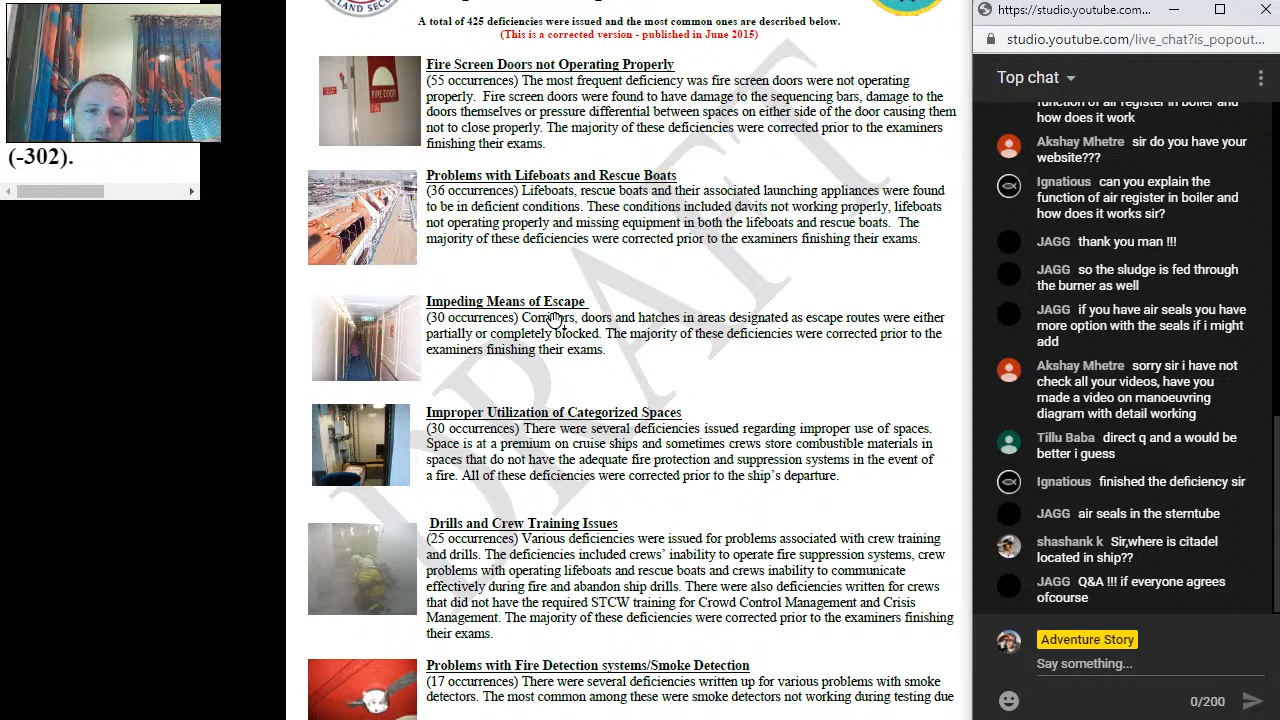 A total of 425 deficiencies were issued and the most common ones are described below.
(This is a corrected version - published in June 2015)
Fire Screen Doors not Operating Properly
(55 occurrences) The most frequent deficiency was fire screen doors were not operating
properly. Fire screen doors were found to have damage to the sequencing bars, damage to the
doors themselves or pressure differential between spaces on either side of the door causing them
not to close properly. The majority of these deficiencies were corrected prior to the examiners
finishing their exams.
FIRE DOOR
Problems with Lifeboats and Rescue Boats
(36 occurrences) Lifeboats, rescue boats and their associated launching appliances were found
to be in deficient conditions. These conditions included davits not working properly, lifeboats
not operating properly and missing equipment in both the lifeboats and rescue boats. The
majority of these deficiencies were corrected prior to the examiners finishing their exams.
Impeding Means of Escape
(30 occurrences) Corridors, doors and hatches in areas designated as escape routes were either
partially or completely blocked. The majority of these deficiencies were corrected prior to the
examiners finishing their exams.
Improper Utilization of Categorized Spaces
(30 occurrences) There were several deficiencies issued regarding improper use of spaces.
Space is at a premium on cruise ships and sometimes crews store combustible materials in
spaces that do not have the adequate fire protection and suppression systems in the event of
a fire. All of these deficiencies were corrected prior to the ship's departure.
Drills and Crew Training Issues
(25 occurrences) Various deficiencies were issued for problems associated with crew training
and drills. The deficiencies included crews' inability to operate fire suppression systems, crew
problems with operating lifeboats and rescue boats and crews inability to communicate
effectively during fire and abandon ship drills. There were also deficiencies written for crews
that did not have the required STCW training for Crowd Control Management and Crisis
Management. The majority of these deficiencies were corrected prior to the examiners finishing
their exams.
Problems with Fire Detection systems/Smoke Detection
(17 occurrences) There were several deficiencies written up for various problems with smoke
detectors. The most common among these were smoke detectors not working during testing due
DRAFT
LAND SECU
(-302).
https://studio.youtube.com...
studio.youtube.com/live_chat?is_popout...
Top chat
function of air register in boiler and
how does it work
Akshay Mhetre sir do you have your
website???
Ignatious can you explain the
function of air register in boiler and
how does it works sir?
JAGG thank you man !!!
JAGG so the sludge is fed through
the burner as well
JAGG if you have air seals you have
more option with the seals if i might
add
Akshay Mhetre sorry sir i have not
check all your videos, have you
made a video on manoeuvring
diagram with detail working
Tillu Baba direct q and a would be
better i guess
Ignatious finished the deficiency sir
JAGG air seals in the sterntube
shashank k Sir,where is citadel
located in ship??
JAGG Q&A !!! if everyone agrees
ofcourse
Adventure Story
Say something...
0/200